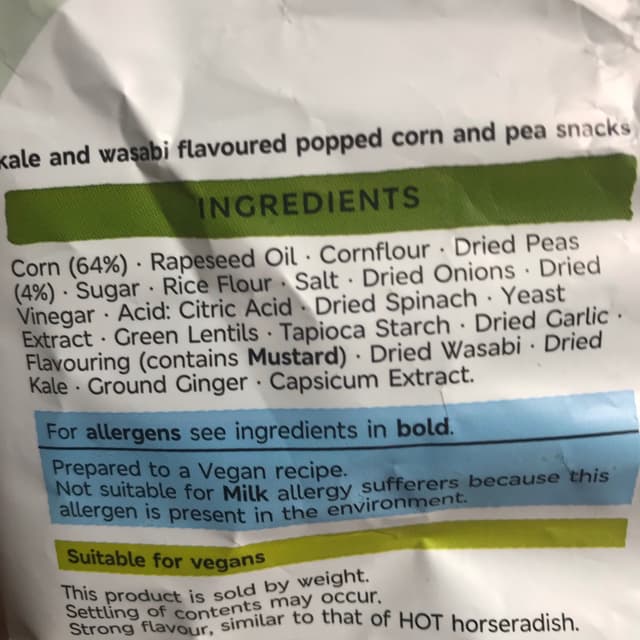 kale and wasabi flavoured popped corn and pea snacks
INGREDIENTS
Corn (64%) · Rapeseed Oil · Cornflour · Dried Peas
(4%) · Sugar · Rice Flour · Salt · Dried Onions · Dried
Vinegar · Acid: Citric Acid · Dried Spinach · Yeast
Extract · Green Lentils · Tapioca Starch · Dried Garlic ·
Flavouring (contains Mustard) · Dried Wasabi · Dried
Kale · Ground Ginger · Capsicum Extract.
For allergens see ingredients in bold.
Prepared to a Vegan recipe.
Not suitable for Milk allergy sufferers because this
allergen is present in the environment.
Suitable for vegans
This product is sold by weight.
Settling of contents may occur.
Strong flavour, similar to that of HOT horseradish.